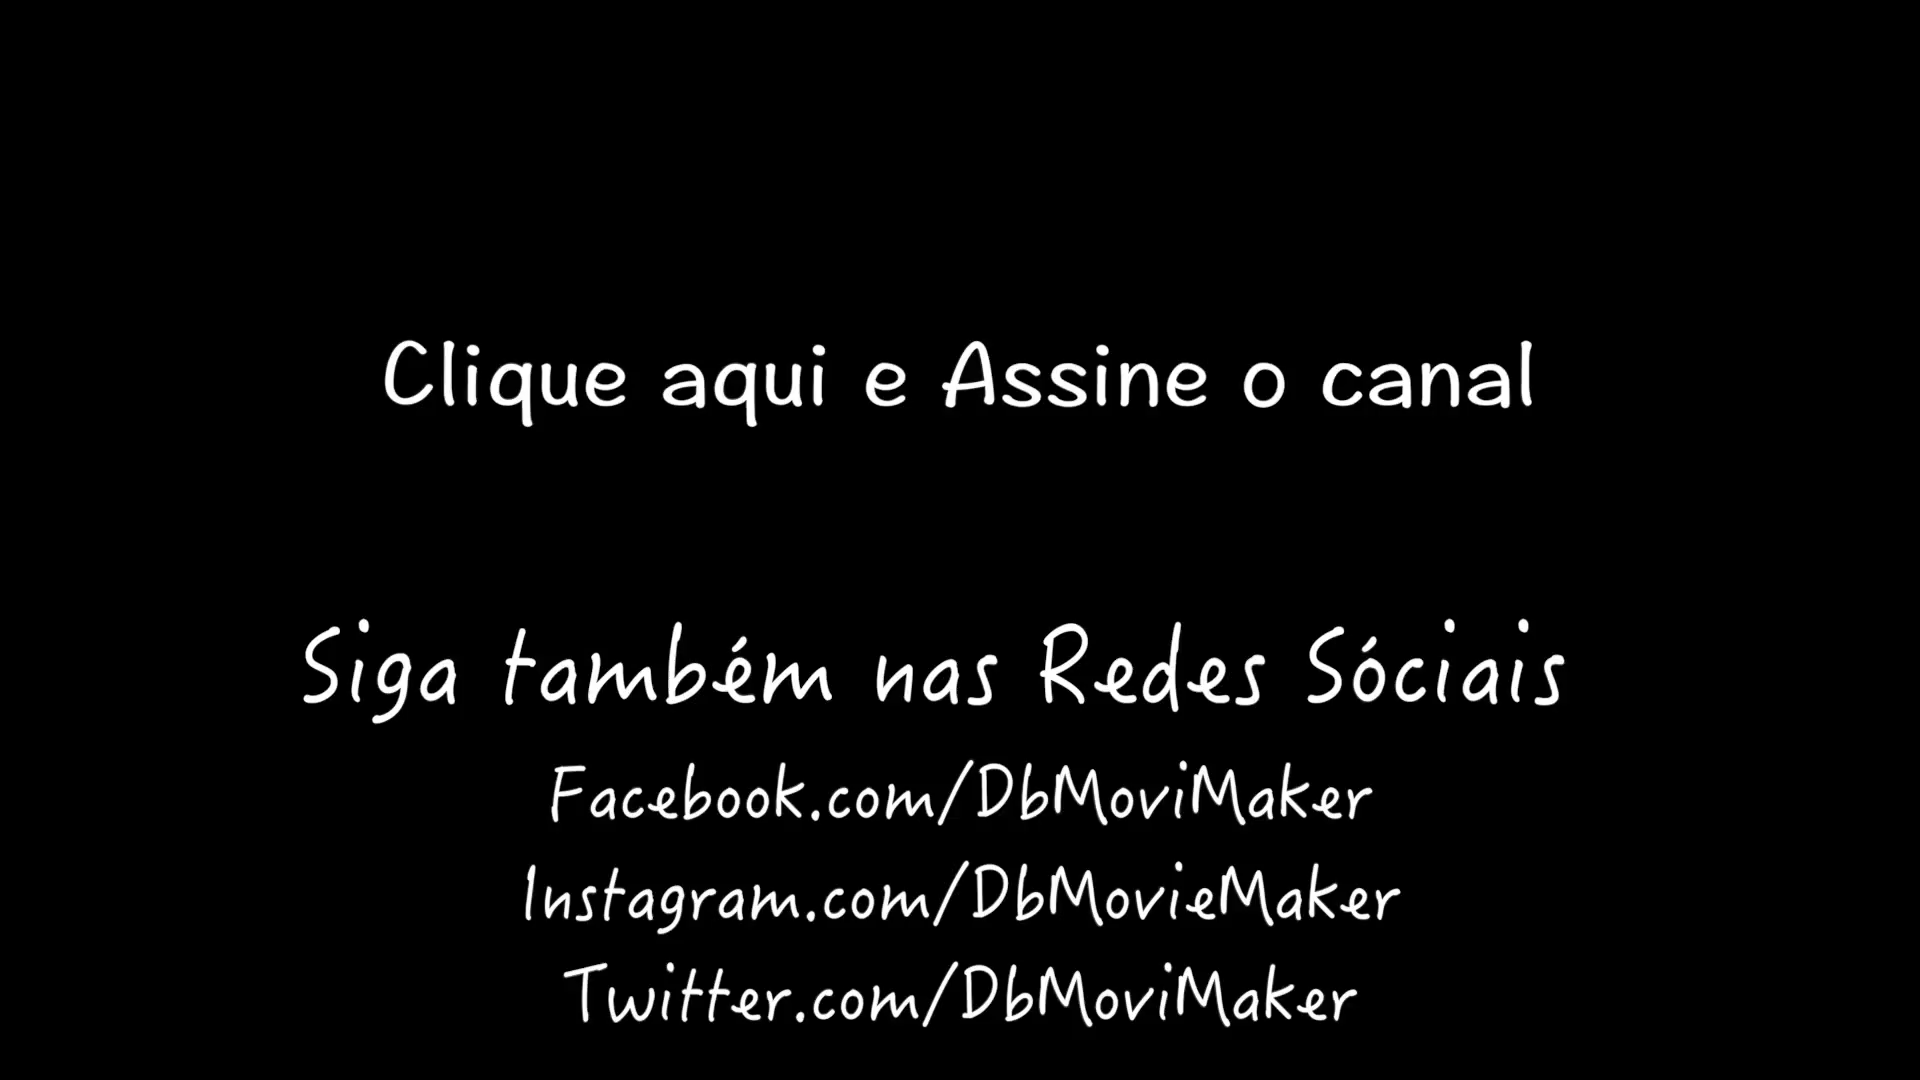 Clique aqui e Assine o canal
Siga também nas Redes Sóciais
Facebook.com/DbMoviMaker
Instagram.com/DbMovieMaker
Twitter.com/DbMoviMaker